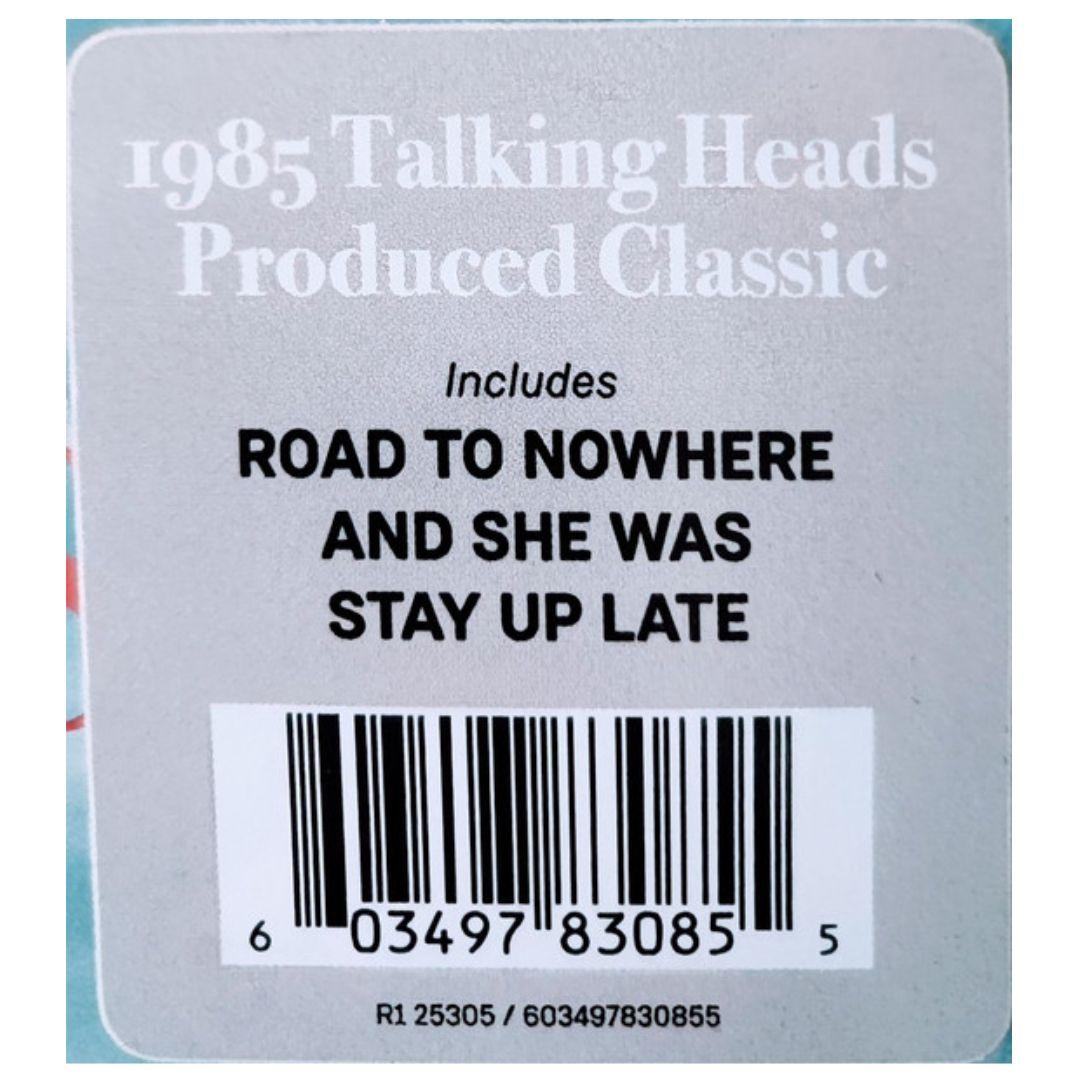 1985 Talking Heads
Produced Classic
Includes
ROAD TO NOWHERE
AND SHE WAS
STAY UP LATE
6 03497 83085 5
R1 25305 / 603497830855